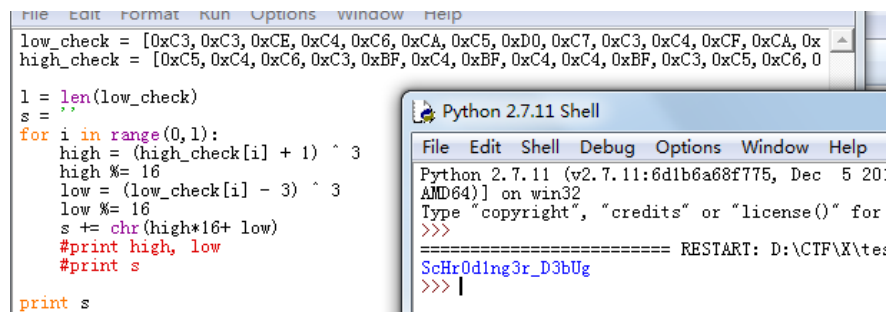 File Edit Format Run Options Window Help
low_check = [0xC3,0xC3,0xCE,0xC4,0xC6,0xCA,0xC5,0xD0,0xC7,0xC3,0xC4,0xCF,0xCA,0x
high_check = [0xC5,0xC4,0xC6,0xC3,0xBF,0xC4,0xBF,0xC4,0xC4,0xBF,0xC3,0xC5,0xC6,0
l = len(low_check)
s = ''
for i in range(0,l):
    high = (high_check[i] + 1) ^ 3
    high %= 16
    low = (low_check[i] - 3) ^ 3
    low %= 16
    s += chr(high*16+ low)
    #print high, low
    #print s
print s
Python 2.7.11 Shell
File Edit Shell Debug Options Window Help
Python 2.7.11 (v2.7.11:6d1b6a68f775, Dec  5 201
AMD64)] on win32
Type "copyright", "credits" or "license()" for
>>>
========================= RESTART: D:\CTF\X\tes
ScHr0d1ng3r_D3bUg
>>>